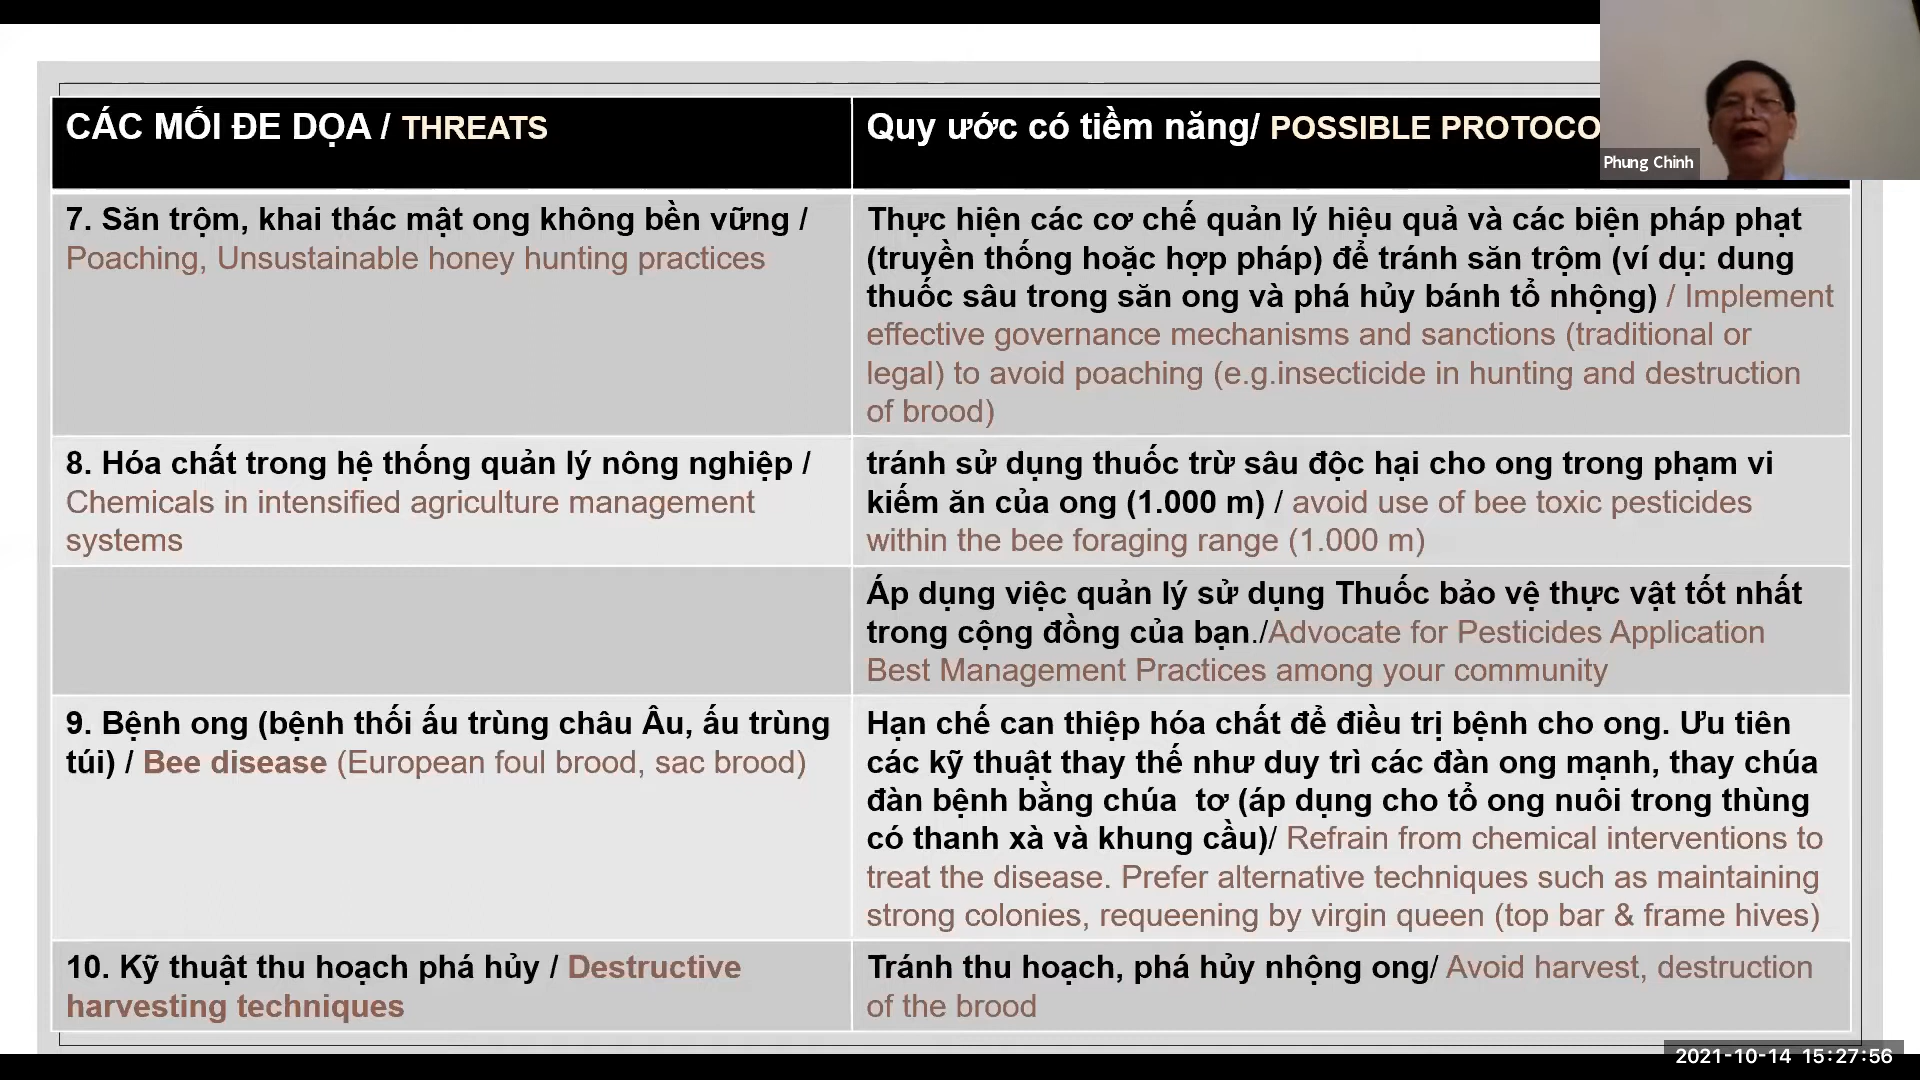 CÁC MỐI ĐE DỌA / THREATS
Quy ước có tiềm năng/ POSSIBLE PROTOCO
Phung Chinh
7. Săn trộm, khai thác mật ong không bền vững /
Poaching, Unsustainable honey hunting practices
Thực hiện các cơ chế quản lý hiệu quả và các biện pháp phạt
(truyền thống hoặc hợp pháp) để tránh săn trộm (ví dụ: dung
thuốc sâu trong săn ong và phá hủy bánh tổ nhộng) / Implement
effective governance mechanisms and sanctions (traditional or
legal) to avoid poaching (e.g.insecticide in hunting and destruction
of brood)
8. Hóa chất trong hệ thống quản lý nông nghiệp /
Chemicals in intensified agriculture management
systems
tránh sử dụng thuốc trừ sâu độc hại cho ong trong phạm vi
kiếm ăn của ong (1.000 m) / avoid use of bee toxic pesticides
within the bee foraging range (1.000 m)
Áp dụng việc quản lý sử dụng Thuốc bảo vệ thực vật tốt nhất
trong cộng đồng của bạn./Advocate for Pesticides Application
Best Management Practices among your community
9. Bệnh ong (bệnh thối ấu trùng châu Âu, ấu trùng
túi) / Bee disease (European foul brood, sac brood)
Hạn chế can thiệp hóa chất để điều trị bệnh cho ong. Ưu tiên
các kỹ thuật thay thế như duy trì các đàn ong mạnh, thay chúa
đàn bệnh bằng chúa  tơ (áp dụng cho tổ ong nuôi trong thùng
có thanh xà và khung cầu)/ Refrain from chemical interventions to
treat the disease. Prefer alternative techniques such as maintaining
strong colonies, requeening by virgin queen (top bar & frame hives)
10. Kỹ thuật thu hoạch phá hủy / Destructive
harvesting techniques
Tránh thu hoạch, phá hủy nhộng ong/ Avoid harvest, destruction
of the brood
2021-10-14 15:27:56